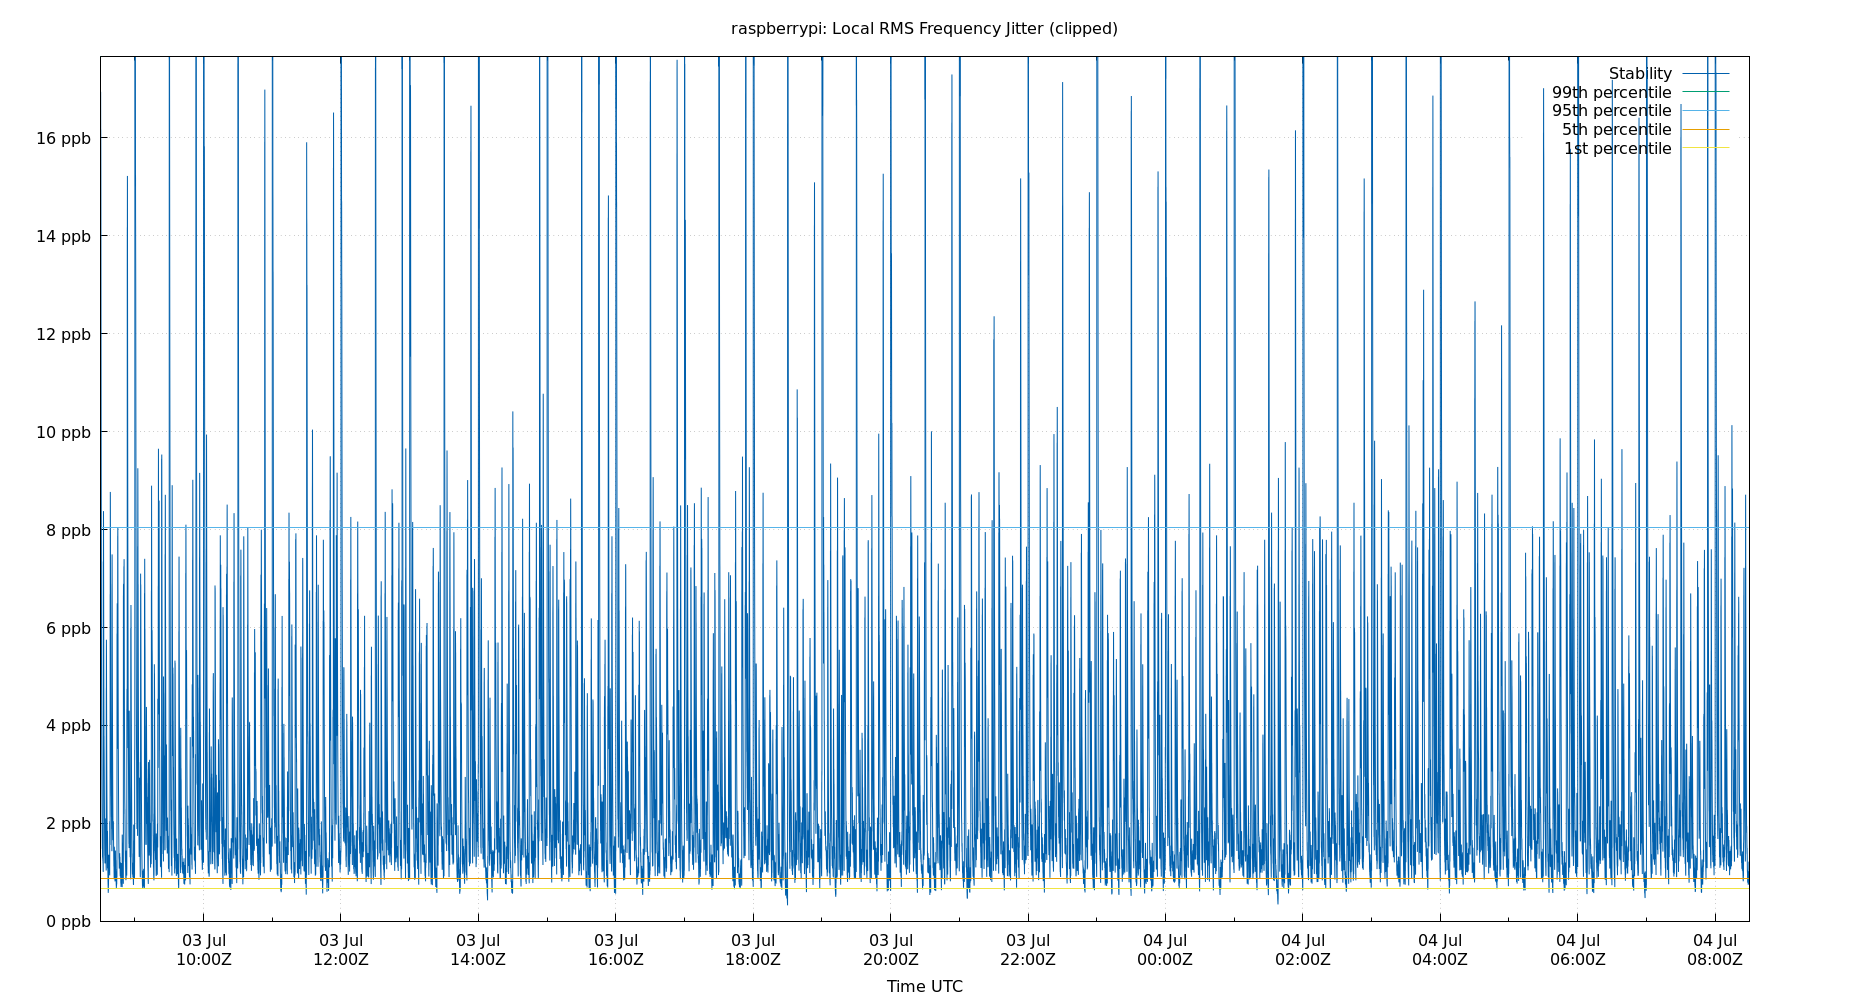 raspberrypi: Local RMS Frequency Jitter (clipped)
Stability
99th percentile
95th percentile
5th percentile
1st percentile
16 ppb
14 ppb
12 ppb
10 ppb
8 ppb
6 ppb
4 ppb
2 ppb
0 ppb
03 Jul 03 Jul 03 Jul 03 Jul 03 Jul 03 Jul 03 Jul 04 Jul 04 Jul 04 Jul 04 Jul 04 Jul
10:00Z 12:00Z 14:00Z 16:00Z 18:00Z 20:00Z 22:00Z 00:00Z 02:00Z 04:00Z 06:00Z 08:00Z
Time UTC